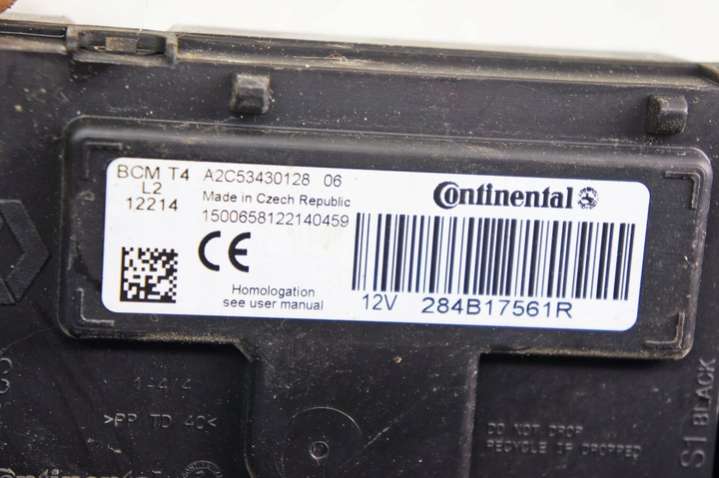 BCM T4 A2C53430128 06
L2 Made in Czech Republic
12214 1500658122140459
Continental
CE
Homologation
see user manual
12V 284B17561R
>PP TD 40<
DO NOT DROP
RECYCLE IF DROPPED
S1 BLACK
Continental